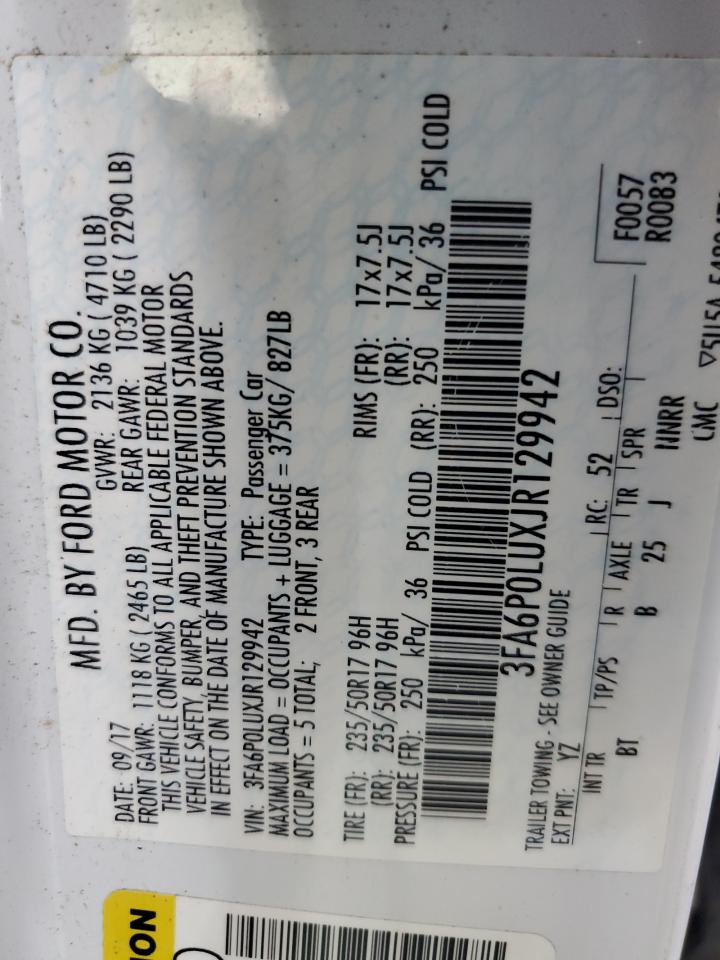 MFD. BY FORD MOTOR CO.
DATE: 09/17 GVWR: 2136 KG ( 4710 LB)
FRONT GAWR: 1118 KG ( 2465 LB) REAR GAWR: 1039 KG ( 2290 LB)
THIS VEHICLE CONFORMS TO ALL APPLICABLE FEDERAL MOTOR
VEHICLE SAFETY, BUMPER, AND THEFT PREVENTION STANDARDS
IN EFFECT ON THE DATE OF MANUFACTURE SHOWN ABOVE.
VIN: 3FA6P0LUXJR129942 TYPE: Passenger Car
MAXIMUM LOAD = OCCUPANTS + LUGGAGE = 375KG/ 827LB
OCCUPANTS = 5 TOTAL; 2 FRONT, 3 REAR
TIRE (FR): 235/50R17 96H RIMS (FR): 17x7.5J
(RR): 235/50R17 96H (RR): 17x7.5J
PRESSURE (FR): 250 kPa/ 36 PSI COLD (RR): 250 kPa/ 36 PSI COLD
3FA6P0LUXJR129942
TRAILER TOWING - SEE OWNER GUIDE
EXT PNT: YZ RC: 52 DSO:
F0057
R0083
INT TR TP/PS R AXLE TR SPR
BT B 25 J NNRR